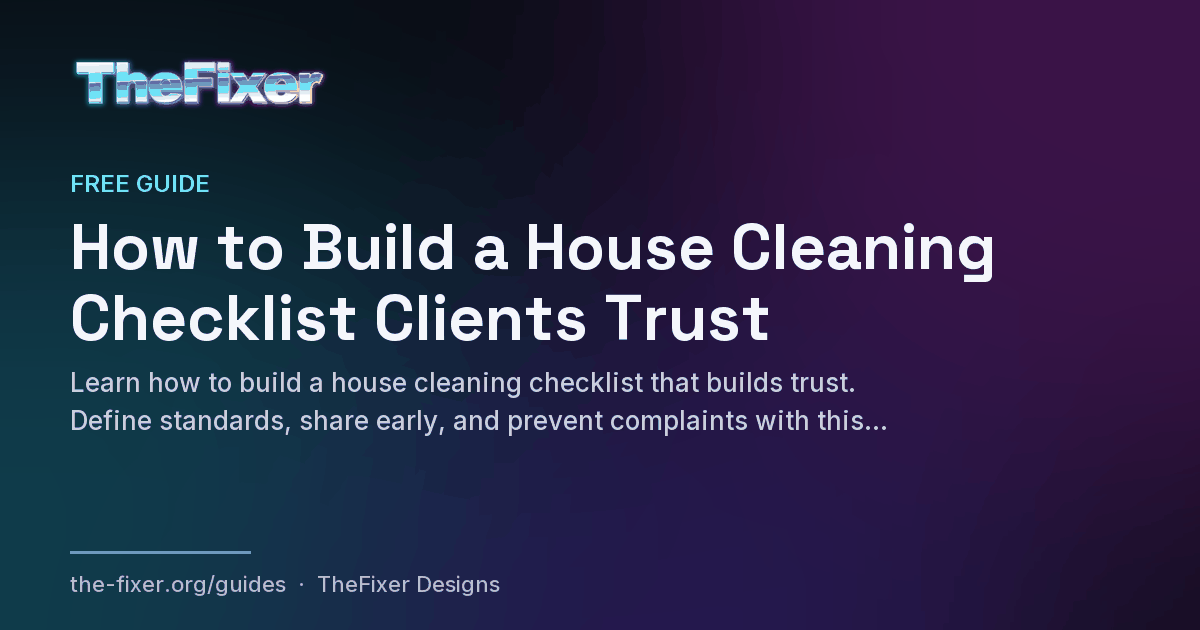 TheFixer
FREE GUIDE
How to Build a House Cleaning
Checklist Clients Trust
Learn how to build a house cleaning checklist that builds trust.
Define standards, share early, and prevent complaints with this...
the-fixer.org/guides · TheFixer Designs